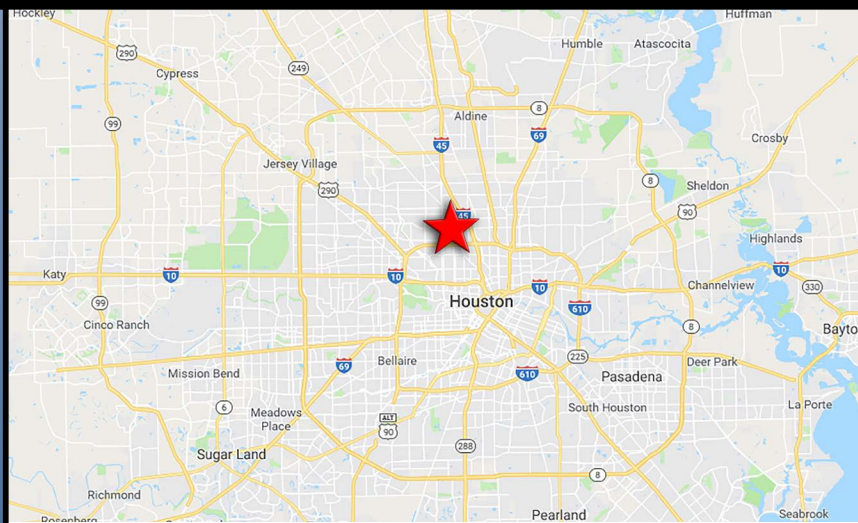 Hockley
Huffman
290
Humble
Atascocita
249
Cypress
8
Aldine
99
69
45
Crosby
Jersey Village
290
8
Sheldon
90
45
Highlands
Katy
10
10
10
10
Channelview
330
99
Houston
610
Cinco Ranch
8
Bayto
225
Bellaire
69
Deer Park
Mission Bend
610
Pasadena
6
Meadows
Place
South Houston
La Porte
ALT
90
288
Sugar Land
8
Richmond
Pearland
Seabrook
Rosenberg